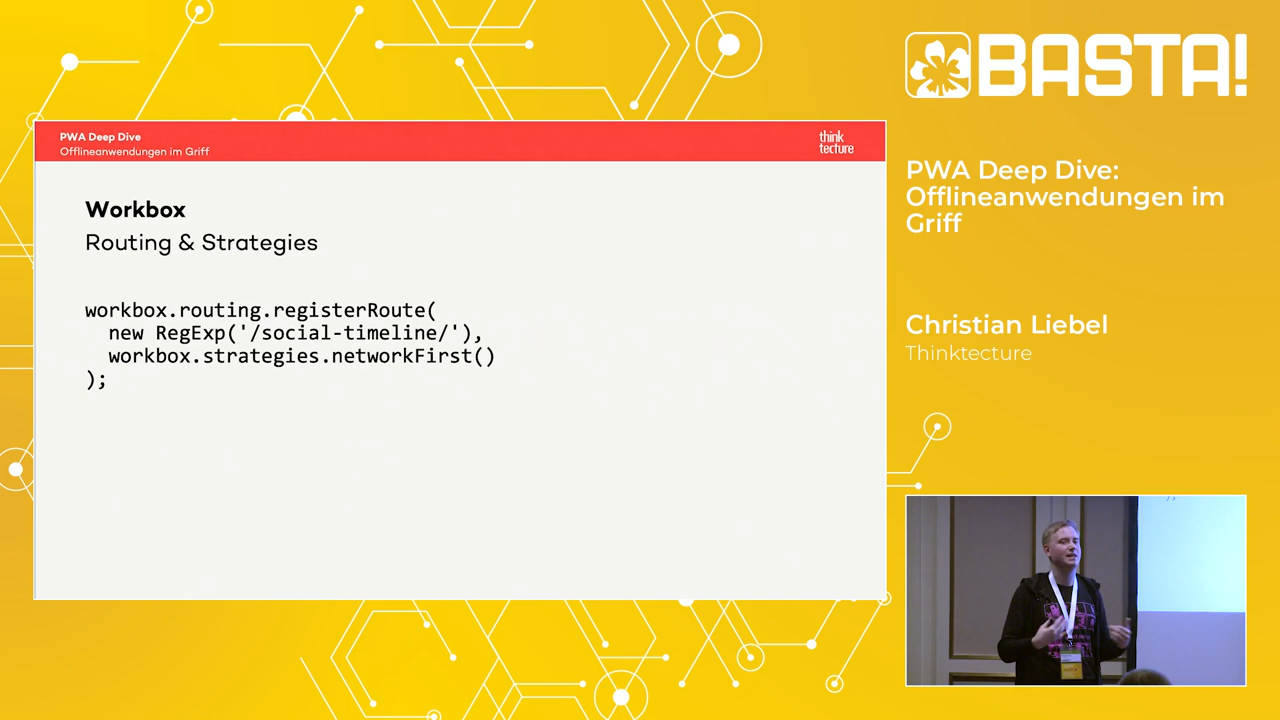 BASTA!
PWA Deep Dive
Offlineanwendungen im Griff
think
tecture
Workbox
Routing & Strategies
workbox.routing.registerRoute(
  new RegExp('/social-timeline/'),
  workbox.strategies.networkFirst()
);
PWA Deep Dive:
Offlineanwendungen im
Griff
Christian Liebel
Thinktecture